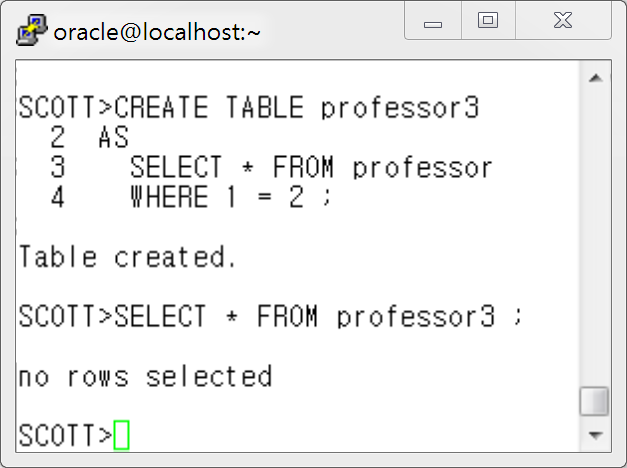 oracle@localhost:~
SCOTT>CREATE TABLE professor3
2 AS
3 SELECT * FROM professor
4 WHERE 1 = 2 ;
Table created.
SCOTT>SELECT * FROM professor3 ;
no rows selected
SCOTT>